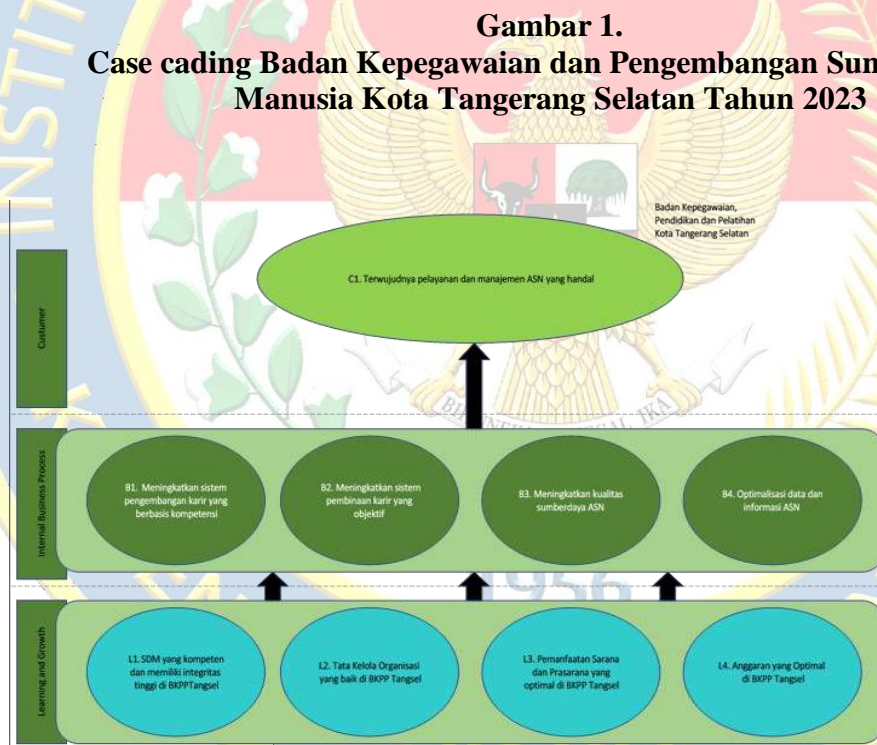 Gambar 1.
Case cading Badan Kepegawaian dan Pengembangan Sum
Manusia Kota Tangerang Selatan Tahun 2023
INSTIT
Badan Kepegawaian,
Pendidikan dan Pelatihan
Kota Tangerang Selatan
Custumer
C1. Terwujudnya pelayanan dan manajemen ASN yang handal
IKA
Internal Business Process
B1. Meningkatkan sistem
pengembangan karir yang
berbasis kompetensi
B2. Meningkatkan sistem
pembinaan karir yang
objektif
B3. Meningkatkan kualitas
sumberdaya ASN
B4. Optimalisasi data dan
informasi ASN
1956
Learning and Growth
L1. SDM yang kompeten
dan memiliki integritas
tinggi di BKPPTangsel
L2. Tata Kelola Organisasi
yang baik di BKPP Tangsel
L3. Pemanfaatan Sarana
dan Prasarana yang
optimal di BKPP Tangsel
L4. Anggaran yang Optimal
di BKPP Tangsel